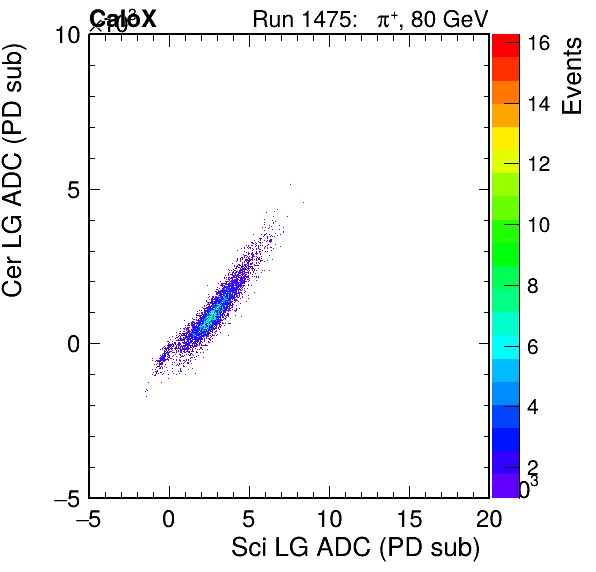 CaloX Run 1475: π⁺, 80 GeV
×10³
Cer LG ADC (PD sub)
10
5
0
−5
−5 0 5 10 15 20
Sci LG ADC (PD sub)
Events
16
14
12
10
8
6
4
2